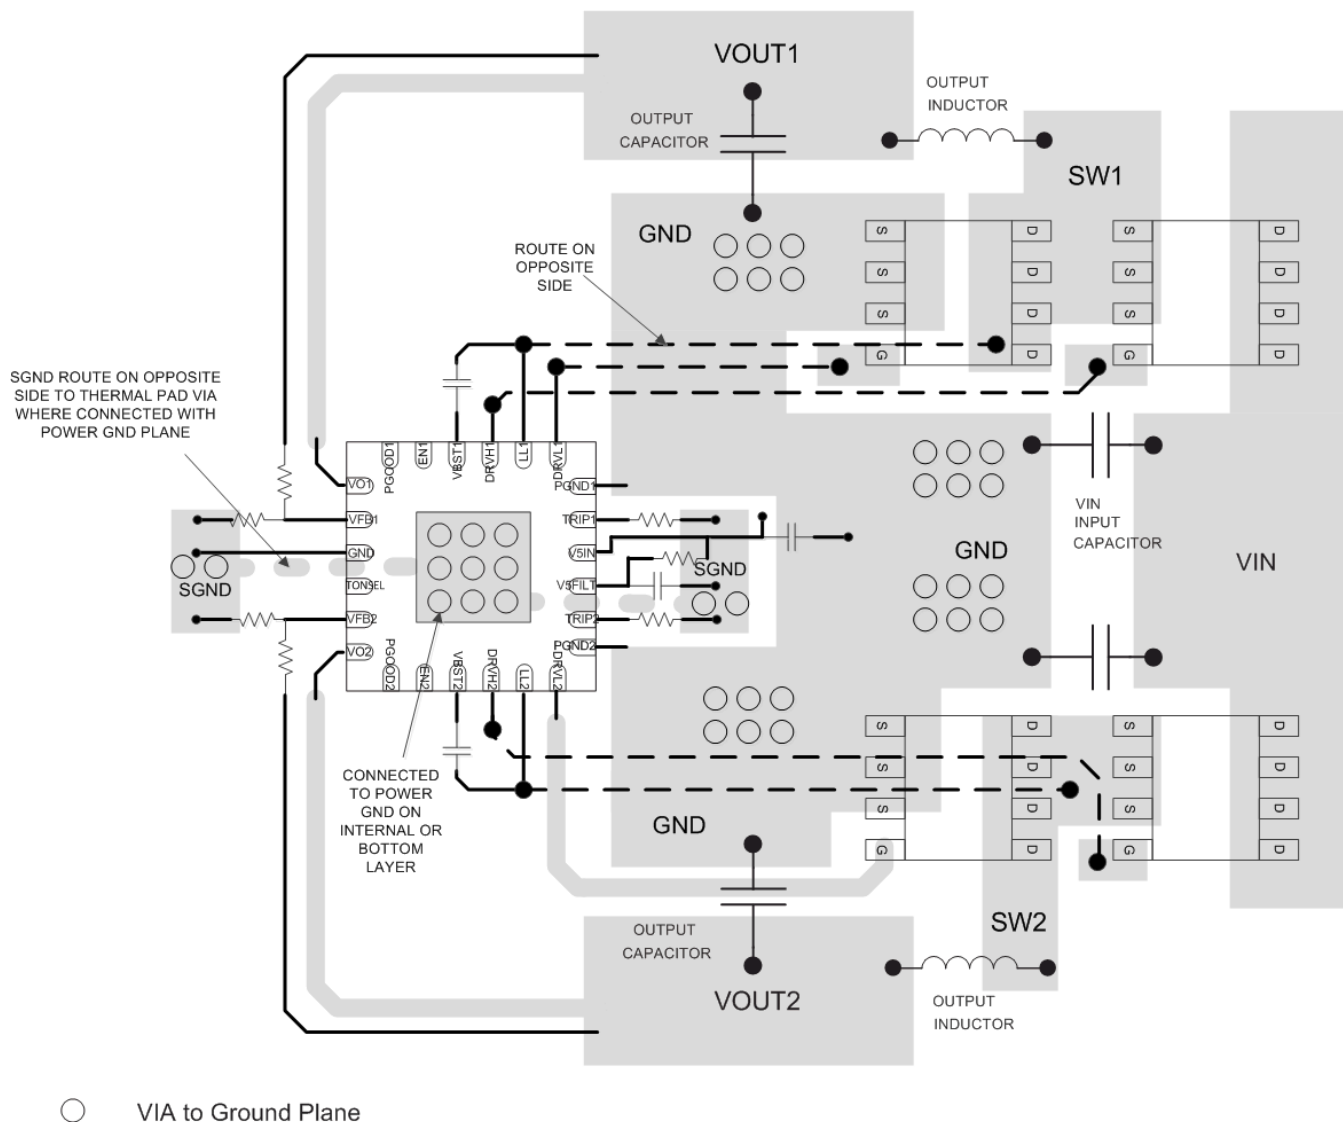 VOUT1
OUTPUT
INDUCTOR
OUTPUT
CAPACITOR
SW1
GND
S
D
S
D
ROUTE ON
OPPOSITE
SIDE
S
D
S
D
S
D
S
D
G
D
G
D
SGND ROUTE ON OPPOSITE
SIDE TO THERMAL PAD VIA
WHERE CONNECTED WITH
POWER GND PLANE
PGOOD1
EN1
VBST1
DRVH1
LL1
DRVL1
VO1
VFB1
GND
TONSEL
VFB2
VO2
PGND1
TRIP1
V5IN
V5FILT
TRIP2
PGND2
PGOOD2
EN2
VBST2
DRVH2
LL2
DRVL2
SGND
SGND
VIN
INPUT
CAPACITOR
GND
VIN
S
D
S
D
S
D
S
D
S
D
S
D
G
D
G
D
CONNECTED
TO POWER
GND ON
INTERNAL OR
BOTTOM
LAYER
GND
OUTPUT
CAPACITOR
SW2
VOUT2
OUTPUT
INDUCTOR
VIA to Ground Plane